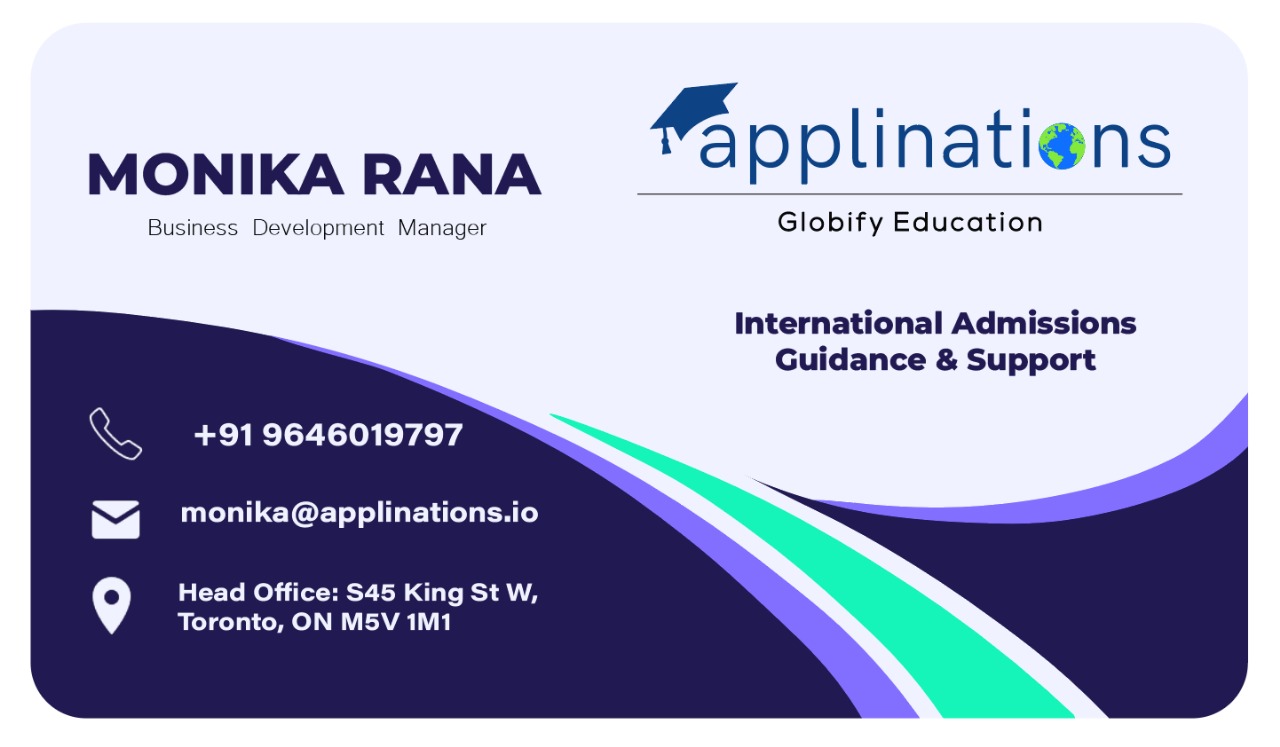 MONIKA RANA
Business Development Manager
applinations
Globify Education
International Admissions
Guidance & Support
+91 9646019797
monika@applinations.io
Head Office: S45 King St W,
Toronto, ON M5V 1M1